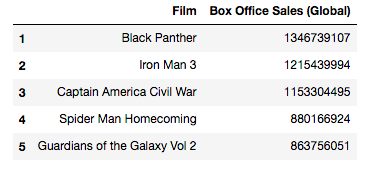 Film Box Office Sales (Global)
1 Black Panther 1346739107
2 Iron Man 3 1215439994
3 Captain America Civil War 1153304495
4 Spider Man Homecoming 880166924
5 Guardians of the Galaxy Vol 2 863756051